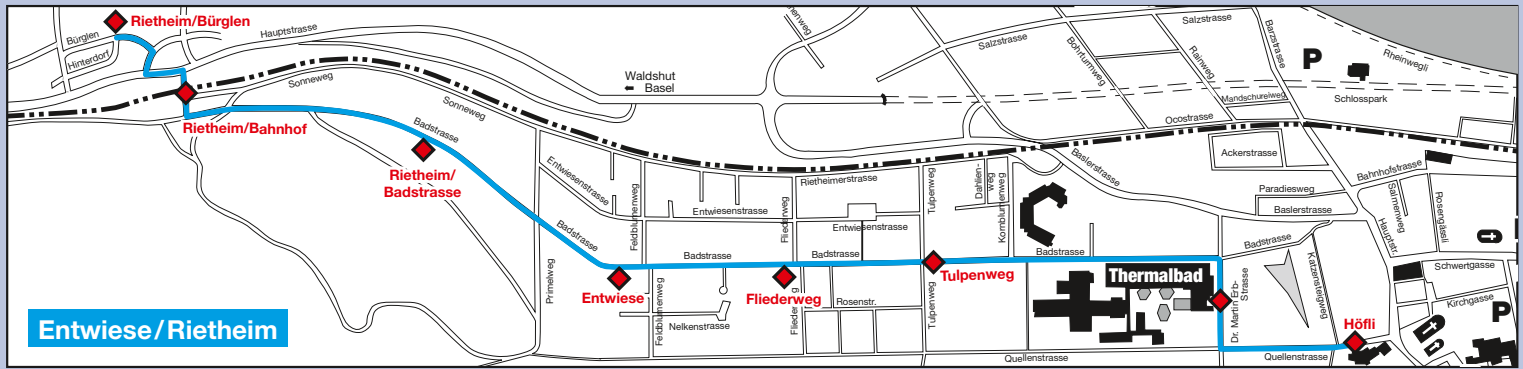 Rietheim/Bürglen
Bürglen
Hinterdorf
Hauptstrasse
Sonneweg
Rietheim/Bahnhof
Badstrasse
Sonneweg
Rietheim/
Badstrasse
Waldshut
Basel
Salzstrasse
Salzstrasse
Bohrturmweg
Rainweg
Barzstrasse
P
Rheinwegli
Mandschureiweg
Schlosspark
Ocostrasse
Ackerstrasse
Baslerstrasse
Bahnhofstrasse
Paradiesweg
Baslerstrasse
Salmenweg
Rosengässli
Hauptstr.
Entwiesenstrasse
Rietheimerstrasse
Dahlien-
weg
Tulpenweg
Kornblumenweg
Feldblumenweg
Entwiesenstrasse
Fliederweg
Entwiesenstrasse
Badstrasse
Badstrasse
Badstrasse
Badstrasse
Badstrasse
Primelweg
Entwiese
Fliederweg
Tulpenweg
Thermalbad
Dr. Martin Erb-
Strasse
Katzensteigweg
Schwertgasse
Kirchgasse
P
Höfli
Feldblumenweg
Nelkenstrasse
Rosenstr.
Tulpenweg
Quellenstrasse
Quellenstrasse
Entwiese/Rietheim